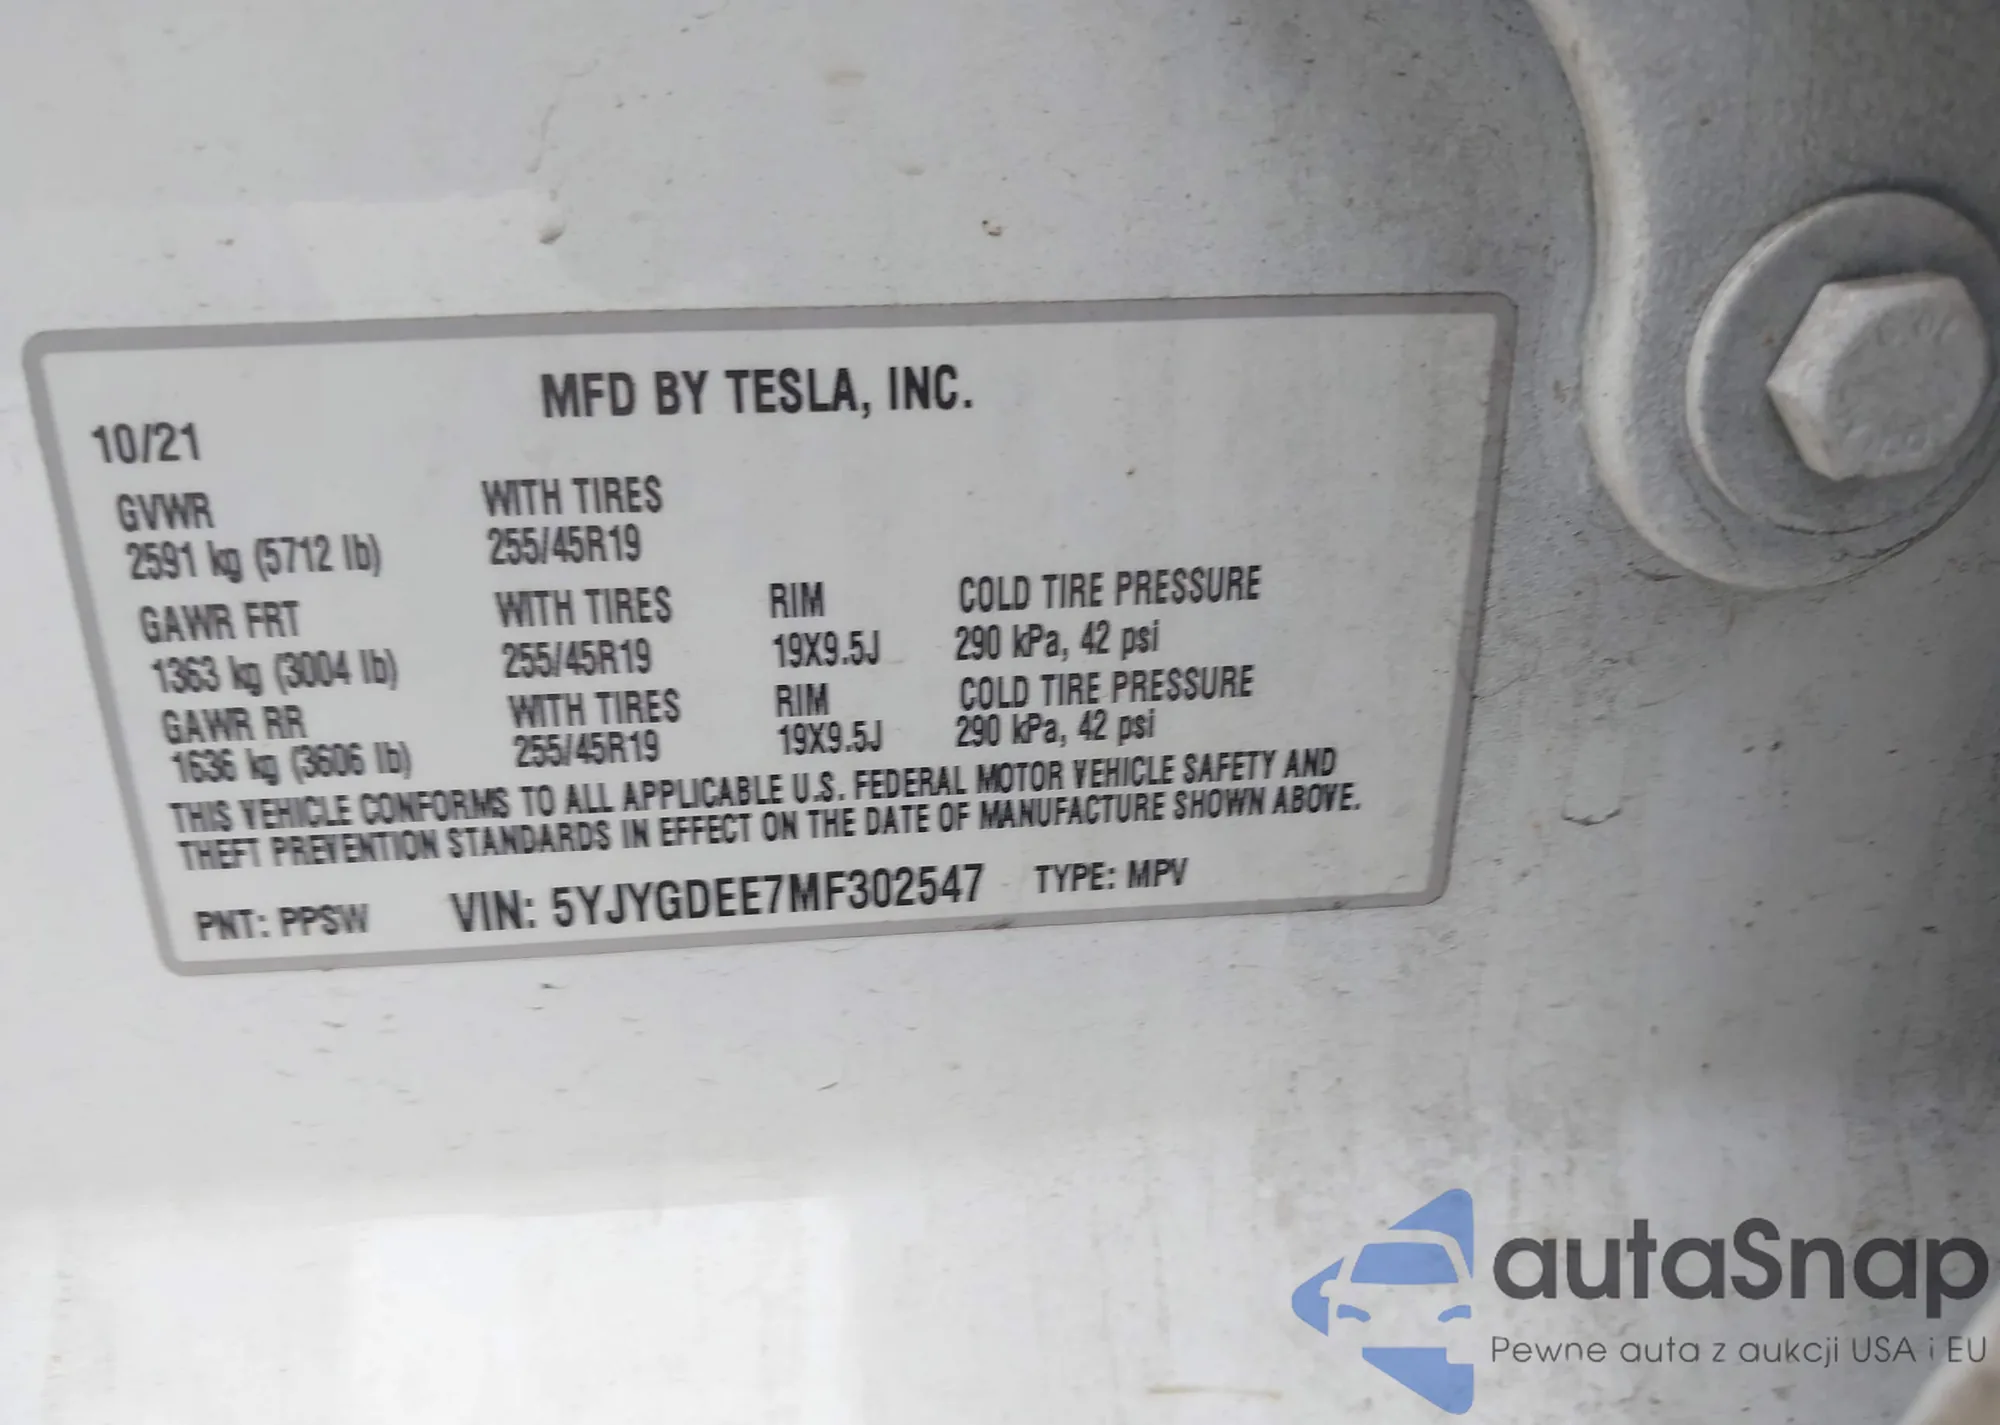 MFD BY TESLA, INC.
10/21
GVWR WITH TIRES
2591 kg (5712 lb) 255/45R19
GAWR FRT WITH TIRES RIM COLD TIRE PRESSURE
1363 kg (3004 lb) 255/45R19 19X9.5J 290 kPa, 42 psi
GAWR RR WITH TIRES RIM COLD TIRE PRESSURE
1636 kg (3606 lb) 255/45R19 19X9.5J 290 kPa, 42 psi
THIS VEHICLE CONFORMS TO ALL APPLICABLE U.S. FEDERAL MOTOR VEHICLE SAFETY AND
THEFT PREVENTION STANDARDS IN EFFECT ON THE DATE OF MANUFACTURE SHOWN ABOVE.
PNT: PPSW VIN: 5YJYGDEE7MF302547 TYPE: MPV
autaSnap
Pewne auta z aukcji USA i EU